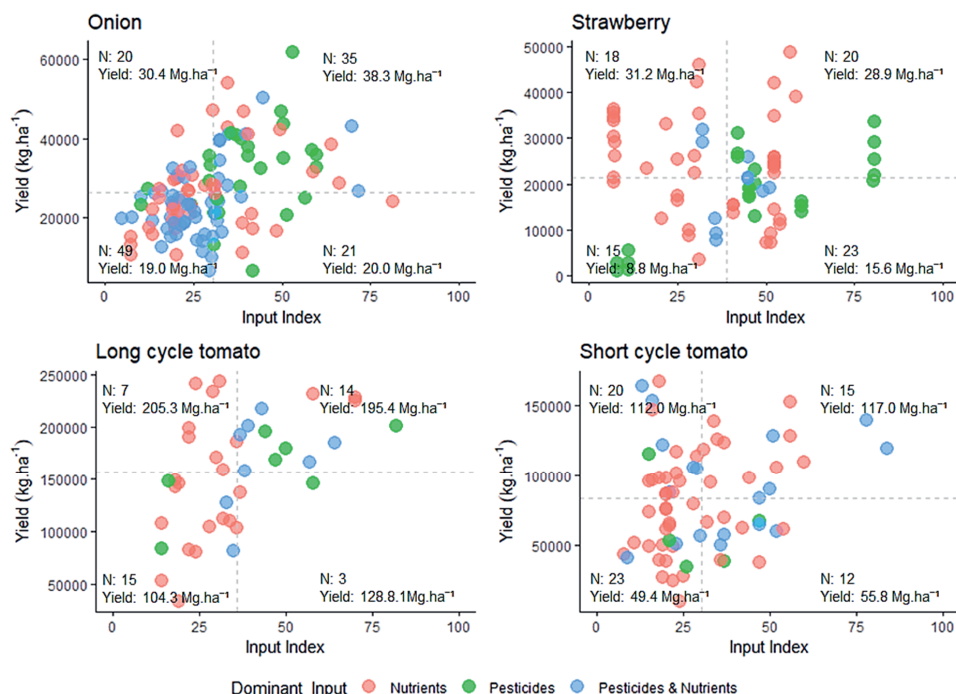 Onion
N: 20
Yield: 30.4 Mg.ha⁻¹
N: 35
Yield: 38.3 Mg.ha⁻¹
60000
40000
20000
Yield (kg.ha⁻¹)
49
Yield: 19.0 Mg.ha⁻¹
N: 21
Yield: 20.0 Mg.ha⁻¹
0 25 50 75 100
Input Index
Strawberry
N: 18
Yield: 31.2 Mg.ha⁻¹
N: 20
Yield: 28.9 Mg.ha⁻¹
50000
40000
30000
20000
10000
0
Yield (kg.ha⁻¹)
N: 15
Yield: 8.8 Mg.ha⁻¹
N: 23
Yield: 15.6 Mg.ha⁻¹
0 25 50 75 100
Input Index
Long cycle tomato
N: 7
Yield: 205.3 Mg.ha⁻¹
N: 14
Yield: 195.4 Mg.ha⁻¹
250000
200000
150000
100000
50000
Yield (kg.ha⁻¹)
N: 15
Yield: 104.3 Mg.ha⁻¹
N: 3
Yield: 128.8.1Mg.ha⁻¹
0 25 50 75 100
Input Index
Short cycle tomato
N: 20
Yield: 112.0 Mg.ha⁻¹
N: 15
Yield: 117.0 Mg.ha⁻¹
150000
100000
50000
Yield (kg.ha⁻¹)
N: 23
Yield: 49.4 Mg.ha⁻¹
N: 12
Yield: 55.8 Mg.ha⁻¹
0 25 50 75 100
Input Index
Dominant_Input Nutrients Pesticides Pesticides & Nutrients